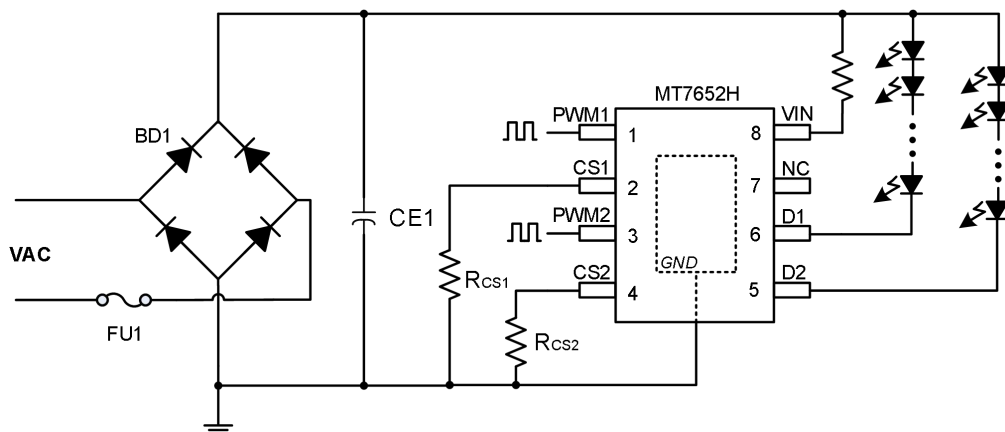 MT7652H
BD1
PWM1
VIN
1
8
CS1
NC
2
7
CE1
PWM2
D1
3
6
VAC
GND
CS2
D2
RCS1
4
5
FU1
RCS2